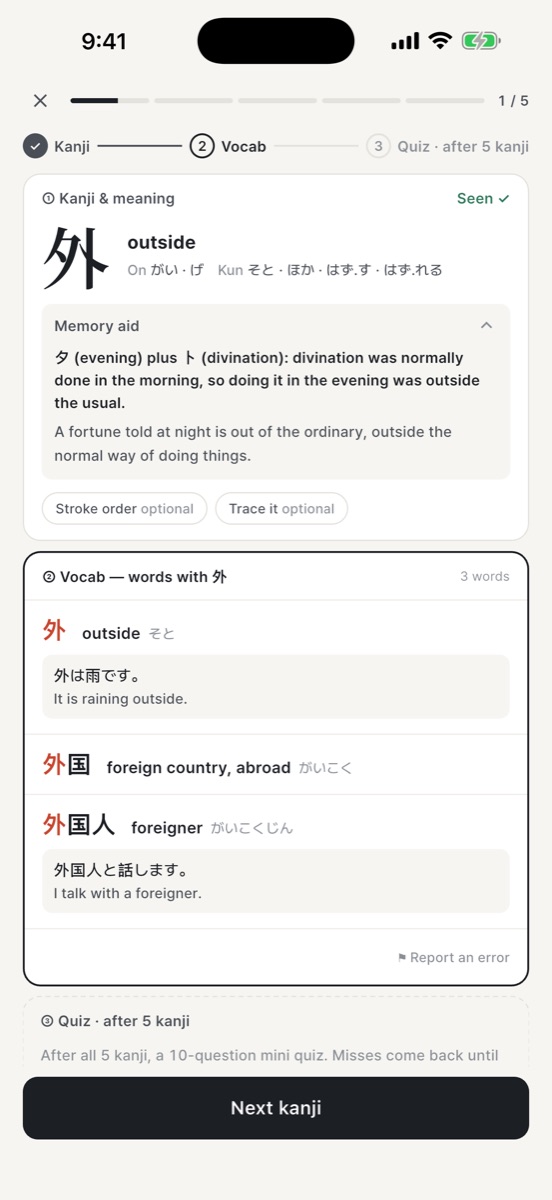 9:41
1 / 5
Kanji
2 Vocab
3 Quiz · after 5 kanji
① Kanji & meaning
Seen ✓
外
outside
On がい · げ Kun そと · ほか · はず.す · はず.れる
Memory aid
夕 (evening) plus ト (divination): divination was normally
done in the morning, so doing it in the evening was outside
the usual.
A fortune told at night is out of the ordinary, outside the
normal way of doing things.
Stroke order optional
Trace it optional
② Vocab — words with 外
3 words
外 outside そと
外は雨です。
It is raining outside.
外国 foreign country, abroad がいこく
外国人 foreigner がいこくじん
外国人と話します。
I talk with a foreigner.
⚑ Report an error
③ Quiz · after 5 kanji
After all 5 kanji, a 10-question mini quiz. Misses come back until
Next kanji